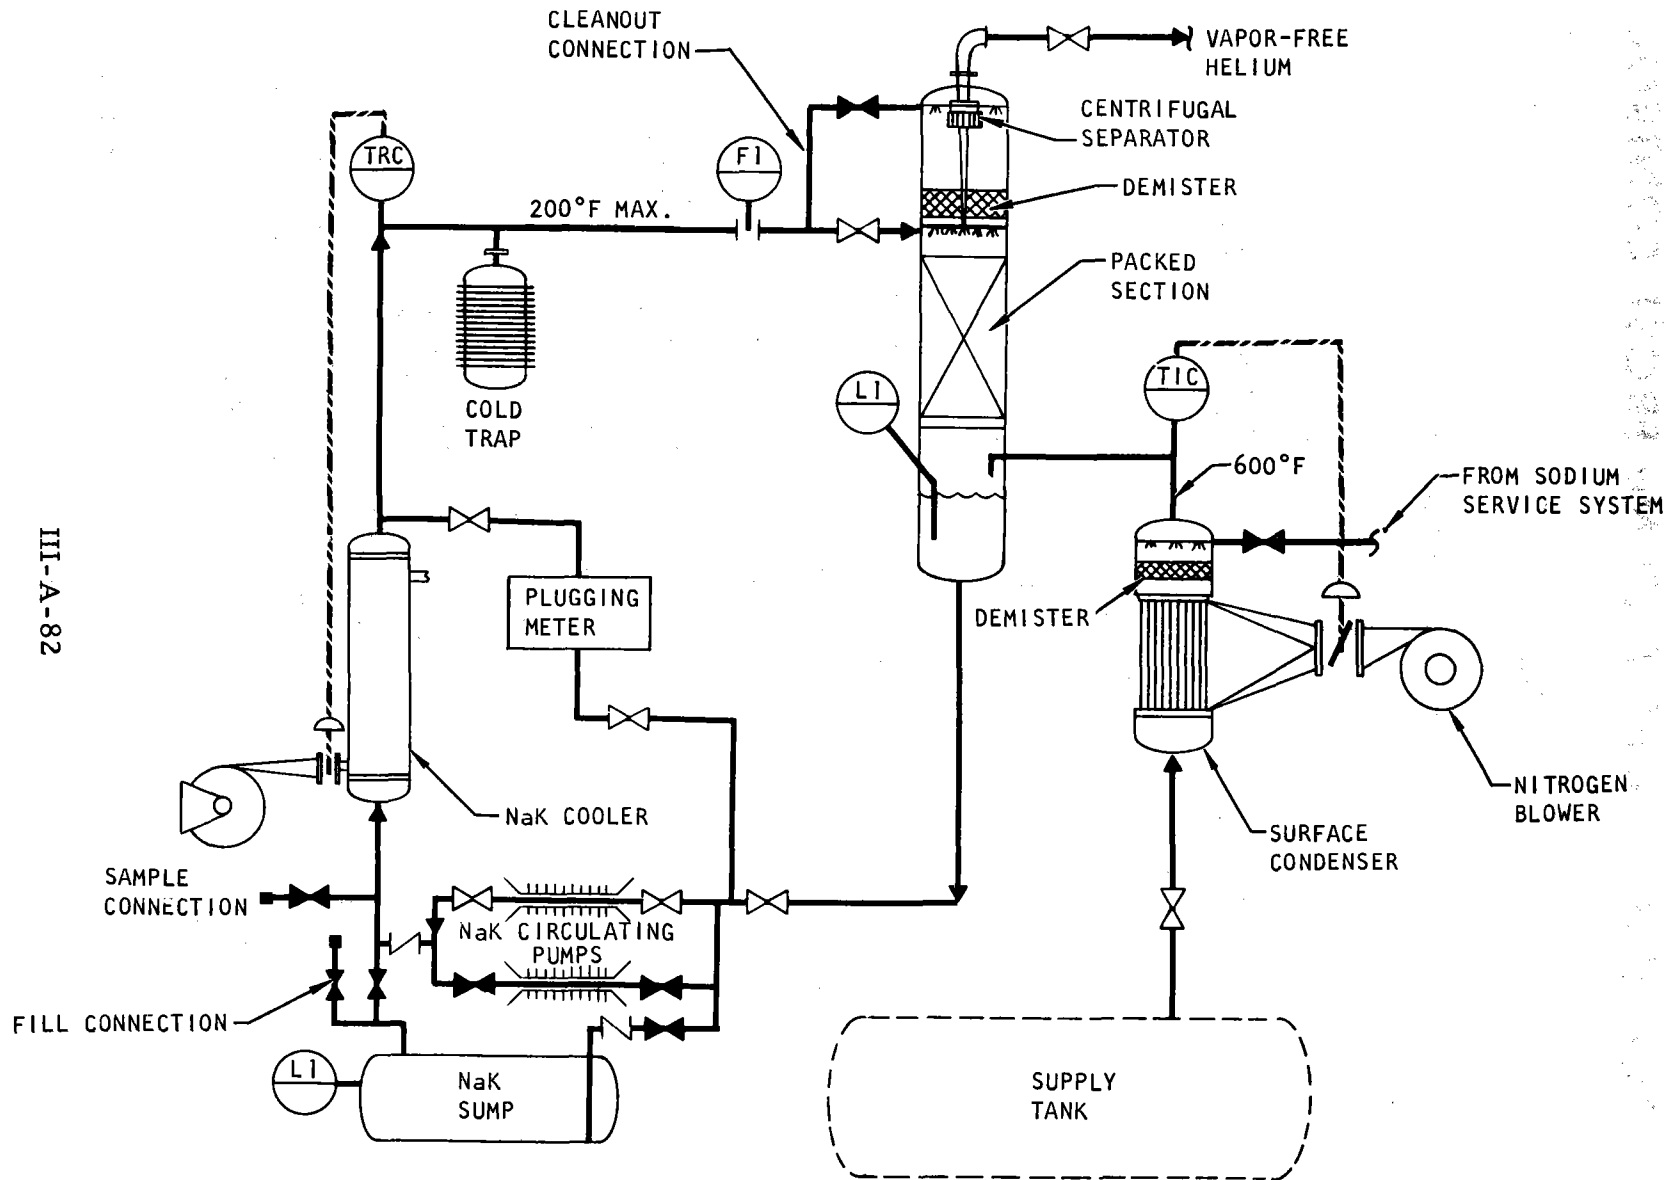 CLEANOUT
CONNECTION
VAPOR-FREE
HELIUM
CENTRIFUGAL
SEPARATOR
TRC
FI
DEMISTER
200°F MAX.
PACKED
SECTION
LI
TIC
COLD
TRAP
600°F
FROM SODIUM
SERVICE SYSTEM
III-A-82
PLUGGING
METER
DEMISTER
NITROGEN
BLOWER
NaK COOLER
SURFACE
CONDENSER
SAMPLE
CONNECTION
NaK CIRCULATING
PUMPS
FILL CONNECTION
LI
NaK
SUMP
SUPPLY
TANK